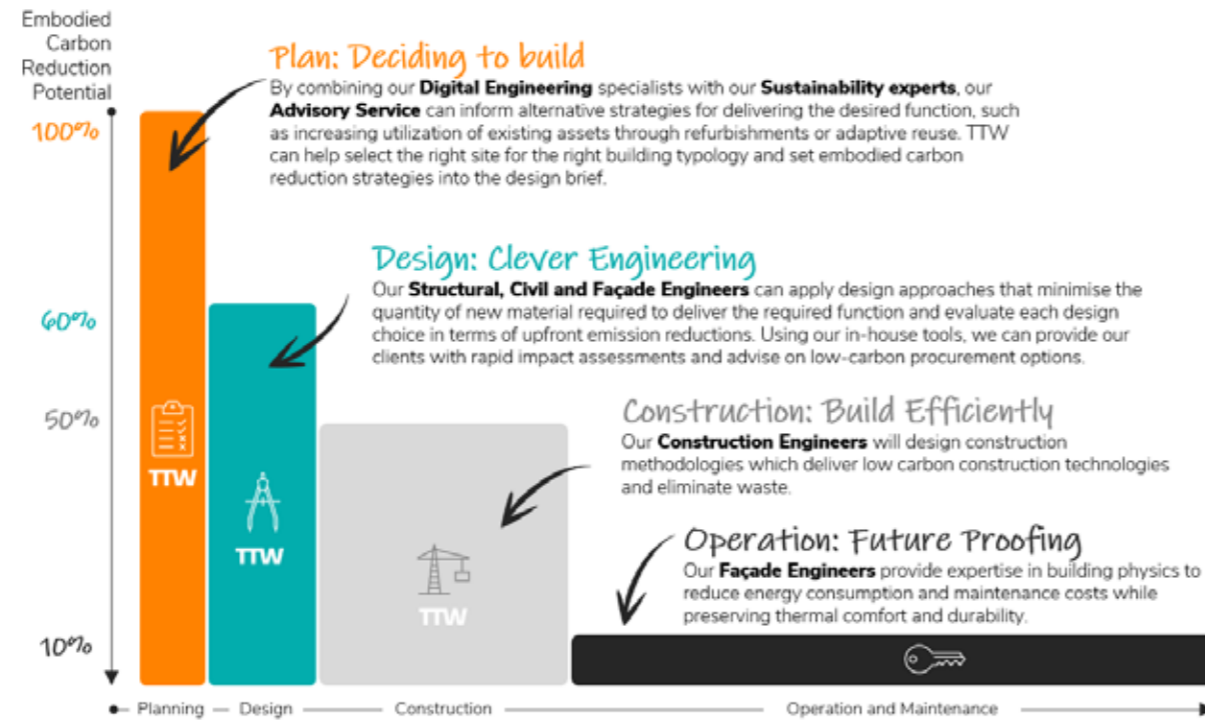 Embodied
Carbon
Reduction
Potential
100%
60%
50%
10%
Plan: Deciding to build
By combining our Digital Engineering specialists with our Sustainability experts, our
Advisory Service can inform alternative strategies for delivering the desired function, such
as increasing utilization of existing assets through refurbishments or adaptive reuse. TTW
can help select the right site for the right building typology and set embodied carbon
reduction strategies into the design brief.
Design: Clever Engineering
Our Structural, Civil and Façade Engineers can apply design approaches that minimise the
quantity of new material required to deliver the required function and evaluate each design
choice in terms of upfront emission reductions. Using our in-house tools, we can provide our
clients with rapid impact assessments and advise on low-carbon procurement options.
Construction: Build Efficiently
Our Construction Engineers will design construction
methodologies which deliver low carbon construction technologies
and eliminate waste.
Operation: Future Proofing
Our Façade Engineers provide expertise in building physics to
reduce energy consumption and maintenance costs while
preserving thermal comfort and durability.
TTW
TTW
TTW
Planning
Design
Construction
Operation and Maintenance